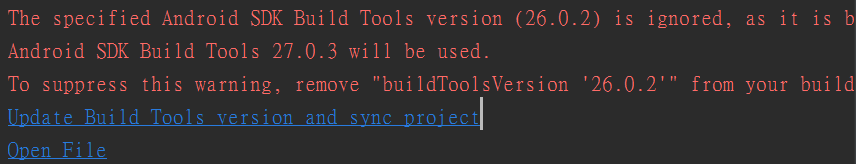 The specified Android SDK Build Tools version (26.0.2) is ignored, as it is b
Android SDK Build Tools 27.0.3 will be used.
To suppress this warning, remove "buildToolsVersion '26.0.2'" from your build
Update Build Tools version and sync project
Open File